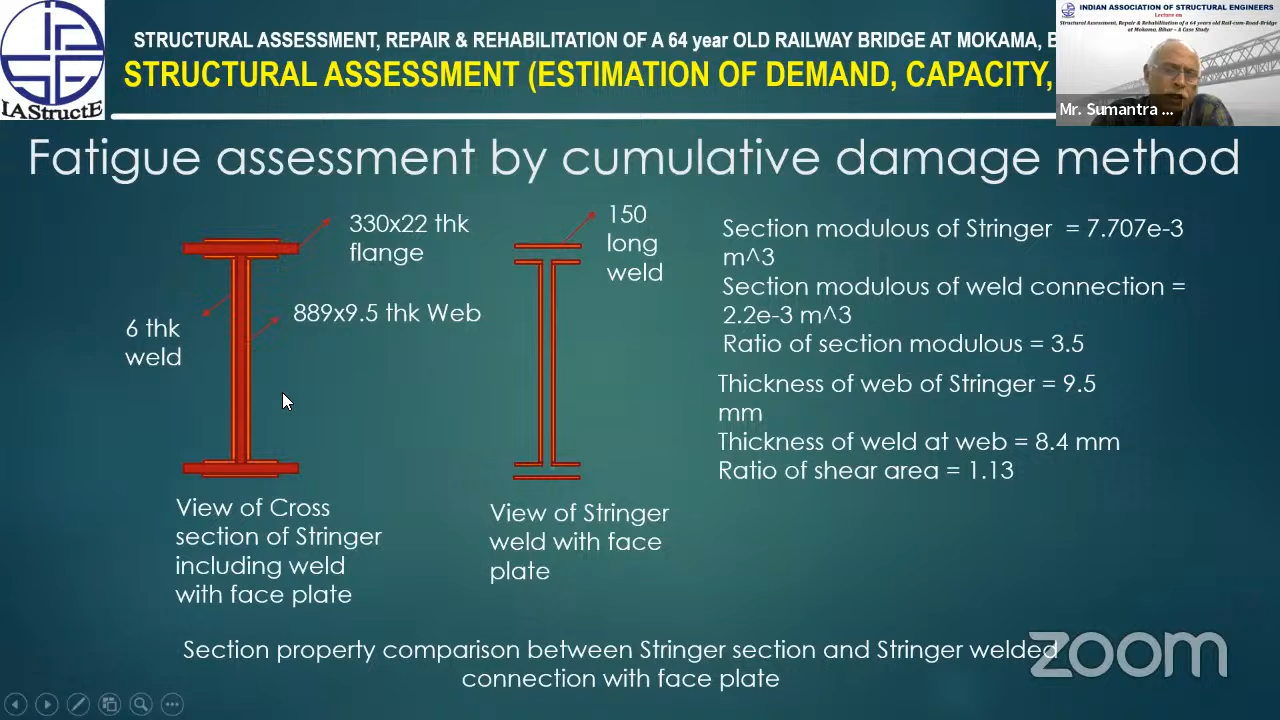 INDIAN ASSOCIATION OF STRUCTURAL ENGINEERS
Lecture on
Structural Assessment, Repair & Rehabilitation of a 64 years old Rail-cum-Road-Bridge
at Mokama, Bihar – A Case Study
Mr. Sumantra ...
IAStructE
STRUCTURAL ASSESSMENT, REPAIR & REHABILITATION OF A 64 year OLD RAILWAY BRIDGE AT MOKAMA, B
STRUCTURAL ASSESSMENT (ESTIMATION OF DEMAND, CAPACITY,
Fatigue assessment by cumulative damage method
330x22 thk
flange
889x9.5 thk Web
6 thk
weld
View of Cross
section of Stringer
including weld
with face plate
150
long
weld
View of Stringer
weld with face
plate
Section modulous of Stringer = 7.707e-3
m^3
Section modulous of weld connection =
2.2e-3 m^3
Ratio of section modulous = 3.5
Thickness of web of Stringer = 9.5
mm
Thickness of weld at web = 8.4 mm
Ratio of shear area = 1.13
Section property comparison between Stringer section and Stringer welded
connection with face plate
zoom